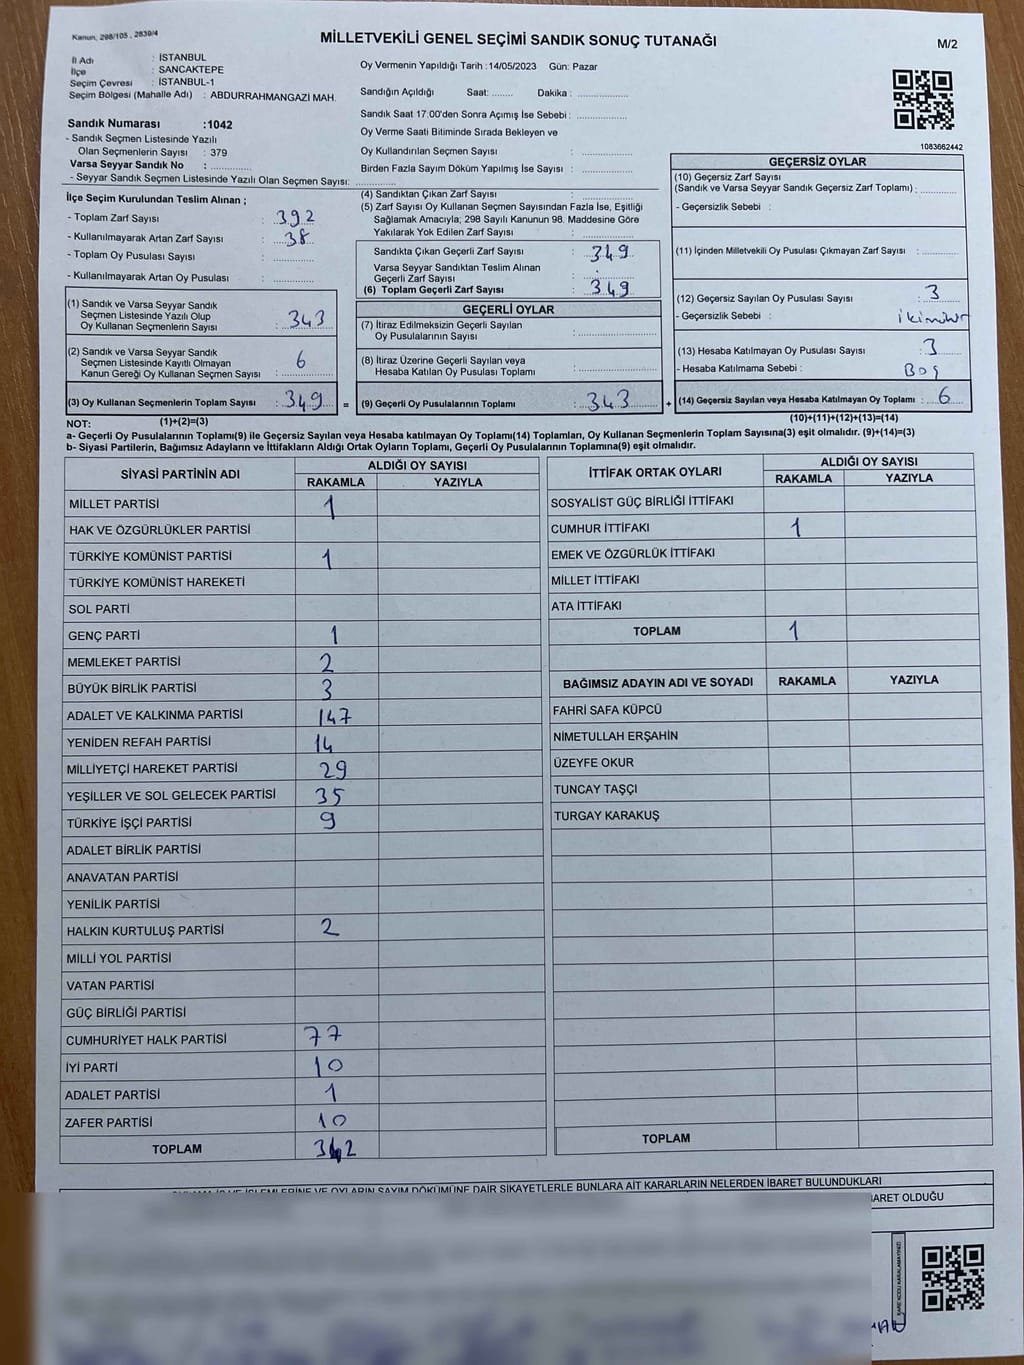 Kanun, 298/105 , 2839/4
MİLLETVEKİLİ GENEL SEÇİMİ SANDIK SONUÇ TUTANAĞI
M/2
İl Adı : İSTANBUL
İlçe : SANCAKTEPE
Seçim Çevresi : İSTANBUL-1
Seçim Bölgesi (Mahalle Adı) : ABDURRAHMANGAZİ MAH.
Sandık Numarası :1042
- Sandık Seçmen Listesinde Yazılı
Olan Seçmenlerin Sayısı : 379
Varsa Seyyar Sandık No : ..............
- Seyyar Sandık Seçmen Listesinde Yazılı Olan Seçmen Sayısı: ..............
Oy Vermenin Yapıldığı Tarih :14/05/2023 Gün: Pazar
Sandığın Açıldığı Saat: ........ Dakika : ..................
Sandık Saat 17.00'den Sonra Açımış İse Sebebi : ..................
Oy Verme Saati Bitiminde Sırada Bekleyen ve
Oy Kullandırılan Seçmen Sayısı : ..................
Birden Fazla Sayım Döküm Yapılmış İse Sayısı : ..................
1083662442
İlçe Seçim Kurulundan Teslim Alınan ;
- Toplam Zarf Sayısı : 392
- Kullanılmayarak Artan Zarf Sayısı : 38
- Toplam Oy Pusulası Sayısı : ..............
- Kullanılmayarak Artan Oy Pusulası : ..............
(1) Sandık ve Varsa Seyyar Sandık
Seçmen Listesinde Yazılı Olup
Oy Kullanan Seçmenlerin Sayısı : 343
(2) Sandık ve Varsa Seyyar Sandık
Seçmen Listesinde Kayıtlı Olmayan
Kanun Gereği Oy Kullanan Seçmen Sayısı : 6
(3) Oy Kullanan Seçmenlerin Toplam Sayısı : 349 =
(1)+(2)=(3)
(4) Sandıktan Çıkan Zarf Sayısı : ..................
(5) Zarf Sayısı Oy Kullanan Seçmen Sayısından Fazla İse, Eşitliği
Sağlamak Amacıyla; 298 Sayılı Kanunun 98. Maddesine Göre
Yakılarak Yok Edilen Zarf Sayısı : ..................
Sandıkta Çıkan Geçerli Zarf Sayısı : 349
Varsa Seyyar Sandıktan Teslim Alınan
Geçerli Zarf Sayısı : ..................
(6) Toplam Geçerli Zarf Sayısı : 349
GEÇERLİ OYLAR
(7) İtiraz Edilmeksizin Geçerli Sayılan
Oy Pusulalarının Sayısı : ..................
(8) İtiraz Üzerine Geçerli Sayılan veya
Hesaba Katılan Oy Pusulası Toplamı : ..................
(9) Geçerli Oy Pusulalarının Toplamı : 343 +
GEÇERSİZ OYLAR
(10) Geçersiz Zarf Sayısı
(Sandık ve Varsa Seyyar Sandık Geçersiz Zarf Toplamı) : ............
- Geçersizlik Sebebi :
(11) İçinden Milletvekili Oy Pusulası Çıkmayan Zarf Sayısı : ............
(12) Geçersiz Sayılan Oy Pusulası Sayısı : 3
- Geçersizlik Sebebi :
(13) Hesaba Katılmayan Oy Pusulası Sayısı : 3
- Hesaba Katılmama Sebebi : Boş
(14) Geçersiz Sayılan veya Hesaba Katılmayan Oy Toplamı : 6
(10)+(11)+(12)+(13)=(14)
NOT:
a- Geçerli Oy Pusulalarının Toplamı(9) ile Geçersiz Sayılan veya Hesaba katılmayan Oy Toplamı(14) Toplamları, Oy Kullanan Seçmenlerin Toplam Sayısına(3) eşit olmalıdır. (9)+(14)=(3)
b- Siyasi Partilerin, Bağımsız Adayların ve İttifakların Aldığı Oy Sayısı Toplamı, Geçerli Oy Pusulalarının Toplamına(9) eşit olmalıdır.
SİYASİ PARTİNİN ADI ALDIĞI OY SAYISI
RAKAMLA YAZIYLA
MİLLET PARTİSİ 1
HAK VE ÖZGÜRLÜKLER PARTİSİ
TÜRKİYE KOMÜNİST PARTİSİ 1
TÜRKİYE KOMÜNİST HAREKETİ
SOL PARTİ
GENÇ PARTİ 1
MEMLEKET PARTİSİ 2
BÜYÜK BİRLİK PARTİSİ 3
ADALET VE KALKINMA PARTİSİ 147
YENİDEN REFAH PARTİSİ 14
MİLLİYETÇİ HAREKET PARTİSİ 29
YEŞİLLER VE SOL GELECEK PARTİSİ 35
TÜRKİYE İŞÇİ PARTİSİ 9
ADALET BİRLİK PARTİSİ
ANAVATAN PARTİSİ
YENİLİK PARTİSİ
HALKIN KURTULUŞ PARTİSİ 2
MİLLİ YOL PARTİSİ
VATAN PARTİSİ
GÜÇ BİRLİĞİ PARTİSİ
CUMHURİYET HALK PARTİSİ 77
İYİ PARTİ 10
ADALET PARTİSİ 1
ZAFER PARTİSİ 10
TOPLAM 342
İTTİFAK ORTAK OYLARI ALDIĞI OY SAYISI
RAKAMLA YAZIYLA
SOSYALİST GÜÇ BİRLİĞİ İTTİFAKI
CUMHUR İTTİFAKI 1
EMEK VE ÖZGÜRLÜK İTTİFAKI
MİLLET İTTİFAKI
ATA İTTİFAKI
TOPLAM 1
BAĞIMSIZ ADAYIN ADI VE SOYADI RAKAMLA YAZIYLA
FAHRİ SAFA KÜPCÜ
NİMETULLAH ERŞAHİN
ÜZEYFE OKUR
TUNCAY TAŞÇI
TURGAY KARAKUŞ
TOPLAM
VE İŞLEMLERİNE VE OYLARIN SAYIM DÖKÜMÜNE DAİR ŞİKAYETLERLE BUNLARA AİT KARARLARIN NELERDEN İBARET BULUNDUKLARI
OLDUĞU